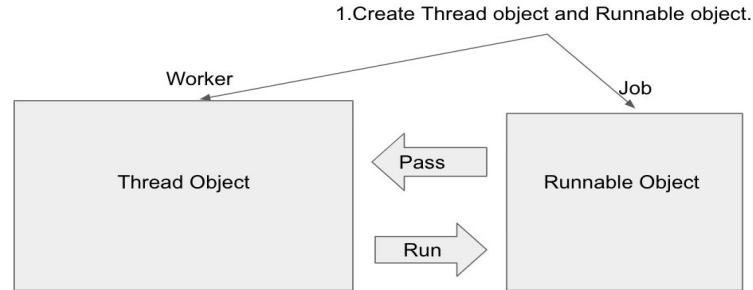 1.Create Thread object and Runnable object.
Worker
Job
Pass
Thread Object
Runnable Object
Run